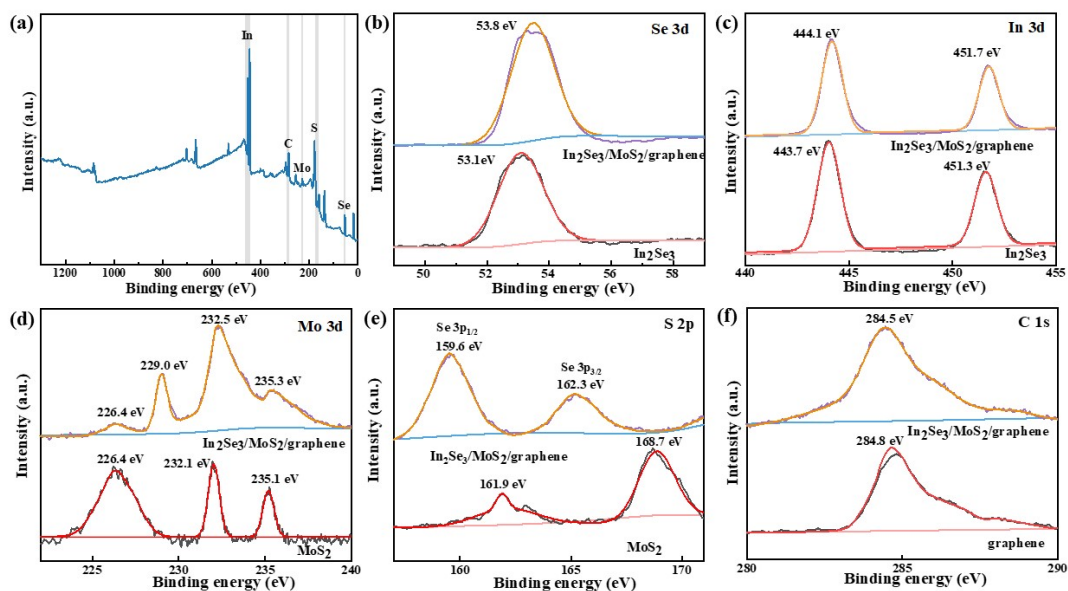 (a)
In
C
S
Mo
Se
Intensity (a.u.)
1300 1000 800 600 400 200 0
Binding energy (eV)
(b)
Se 3d
53.8 eV
In2Se3/MoS2/graphene
53.1eV
In2Se3
Intensity (a.u.)
50 52 54 56 58
Binding energy (eV)
(c)
In 3d
444.1 eV
451.7 eV
In2Se3/MoS2/graphene
443.7 eV
451.3 eV
In2Se3
Intensity (a.u.)
440 445 450 455
Binding energy (eV)
(d)
Mo 3d
232.5 eV
229.0 eV
235.3 eV
226.4 eV
In2Se3/MoS2/graphene
226.4 eV
232.1 eV
235.1 eV
MoS2
Intensity (a.u.)
225 230 235 240
Binding energy (eV)
(e)
S 2p
Se 3p1/2
159.6 eV
Se 3p3/2
162.3 eV
In2Se3/MoS2/graphene
168.7 eV
161.9 eV
MoS2
Intensity (a.u.)
160 165 170
Binding energy (eV)
(f)
C 1s
284.5 eV
In2Se3/MoS2/graphene
284.8 eV
graphene
Intensity (a.u.)
280 285 290
Binding energy (eV)